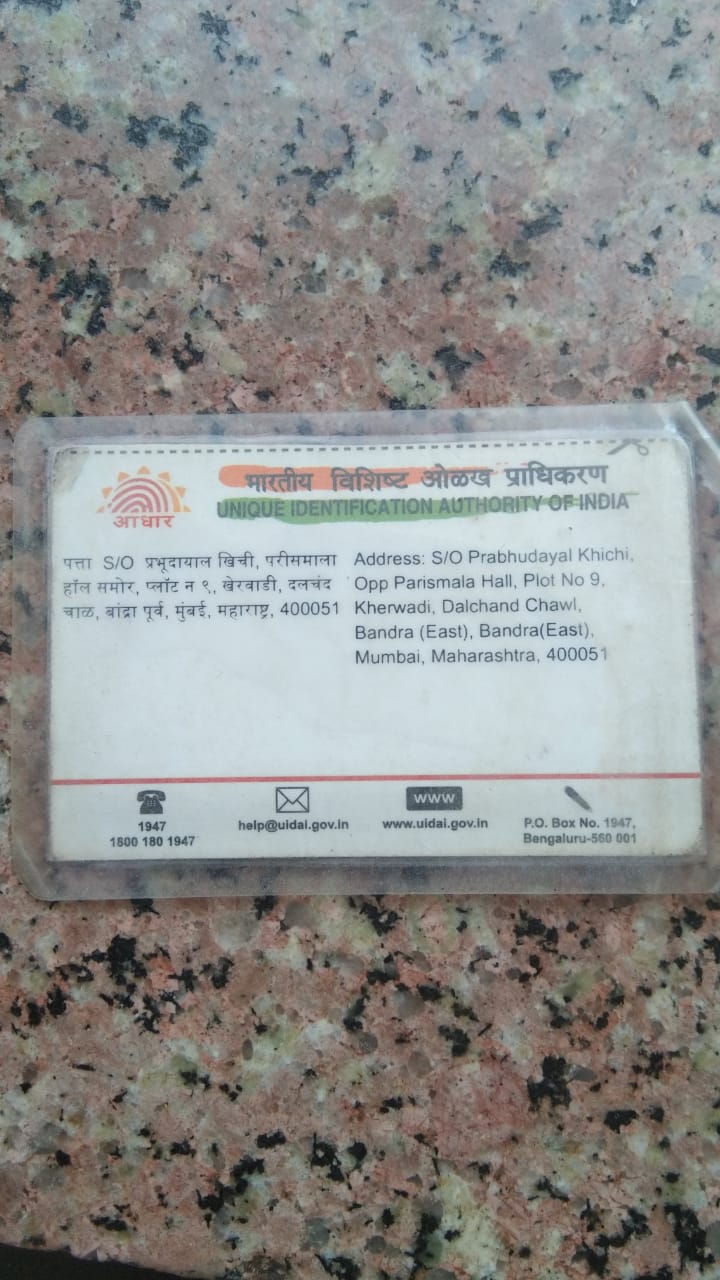 भारतीय विशिष्ट ओळख प्राधिकरण
UNIQUE IDENTIFICATION AUTHORITY OF INDIA
आधार
पत्ता S/O प्रभूदायाल खिची, परीसमाला
हॉल समोर, प्लॉट न ९, खेरवाडी, दलचंद
चाळ, बांद्रा पूर्व, मुंबई, महाराष्ट्र, 400051
Address: S/O Prabhudayal Khichi,
Opp Parismala Hall, Plot No 9,
Kherwadi, Dalchand Chawl,
Bandra (East), Bandra(East),
Mumbai, Maharashtra, 400051
1947
1800 180 1947
help@uidai.gov.in
www
www.uidai.gov.in
P.O. Box No. 1947,
Bengaluru-560 001